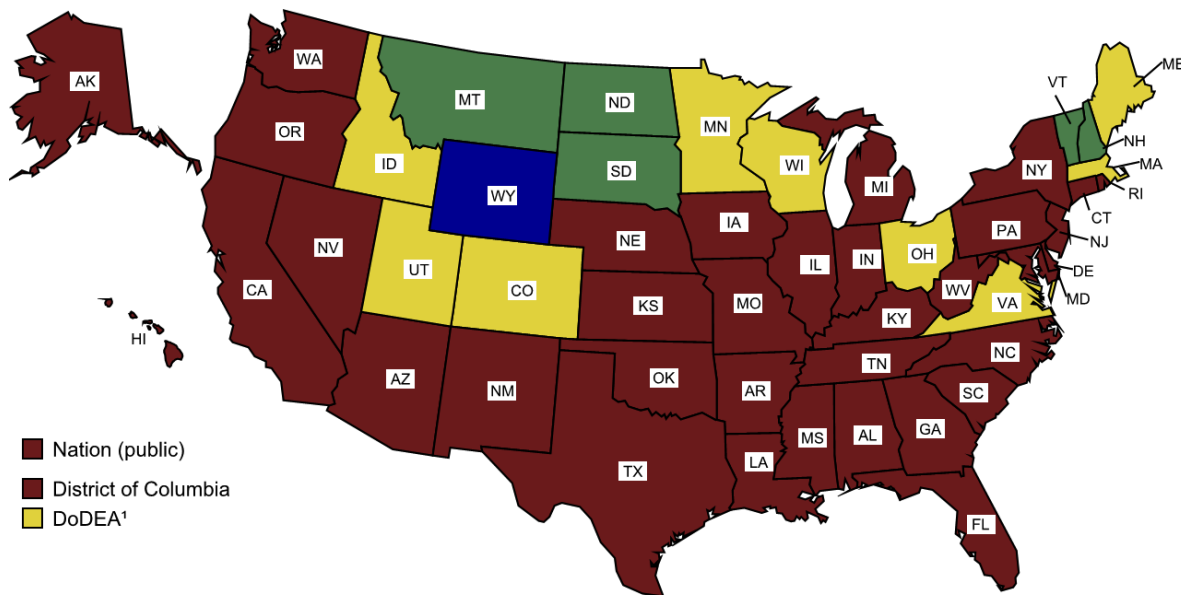 WA
AK
MT
ND
VT
ME
OR
MN
NH
ID
SD
WI
NY
MA
MI
RI
WY
CT
IA
PA
NE
NJ
NV
OH
UT
IL
IN
DE
CA
CO
WV
MO
VA
MD
KS
KY
HI
NC
TN
AZ
OK
NM
AR
SC
GA
MS
AL
Nation (public)
LA
TX
District of Columbia
DoDEA¹
FL